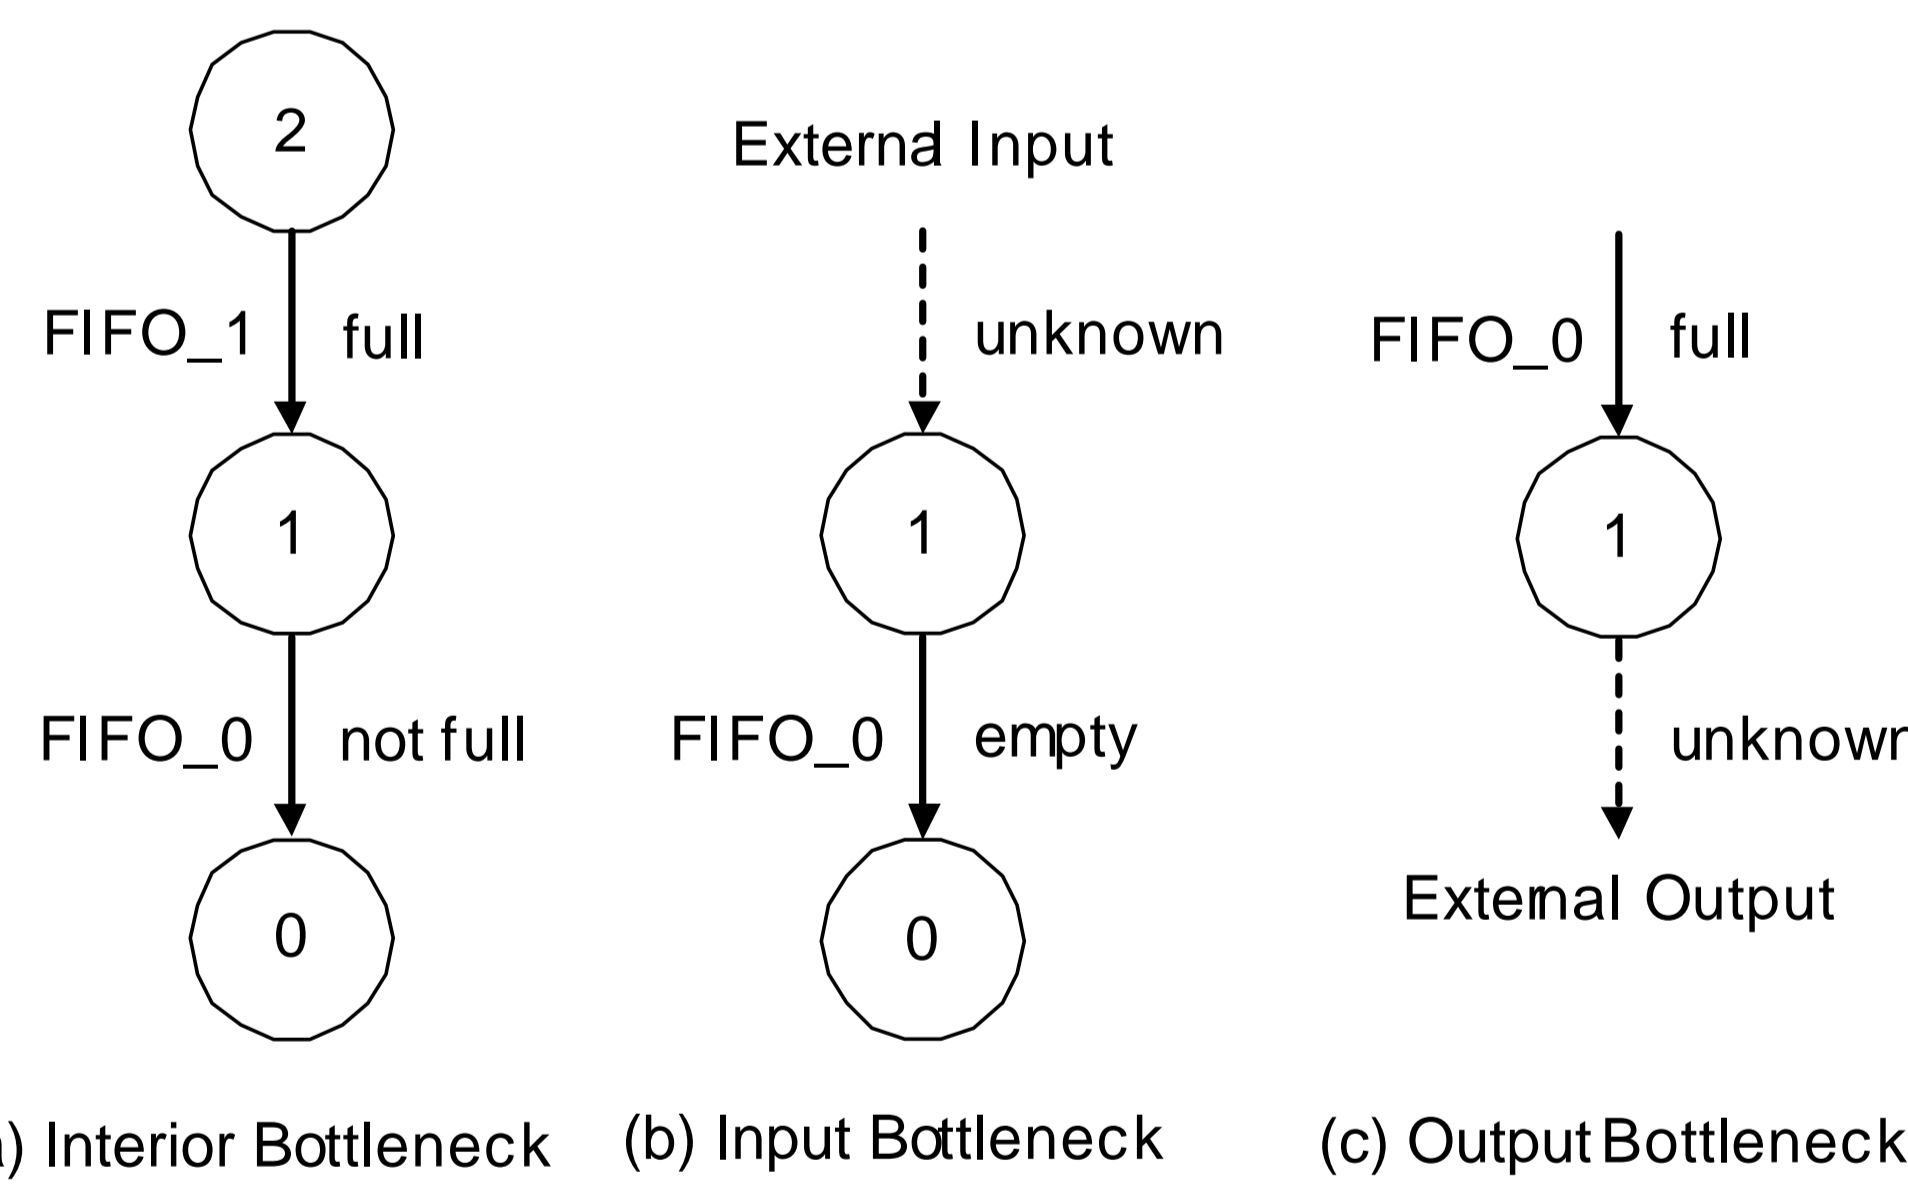 2
External Input
FIFO_1 full
unknown
FIFO_0 full
1
1
1
FIFO_0 not full
FIFO_0 empty
unknown
External Output
0
0
) Interior Bottleneck
(b) Input Bottleneck
(c) Output Bottleneck